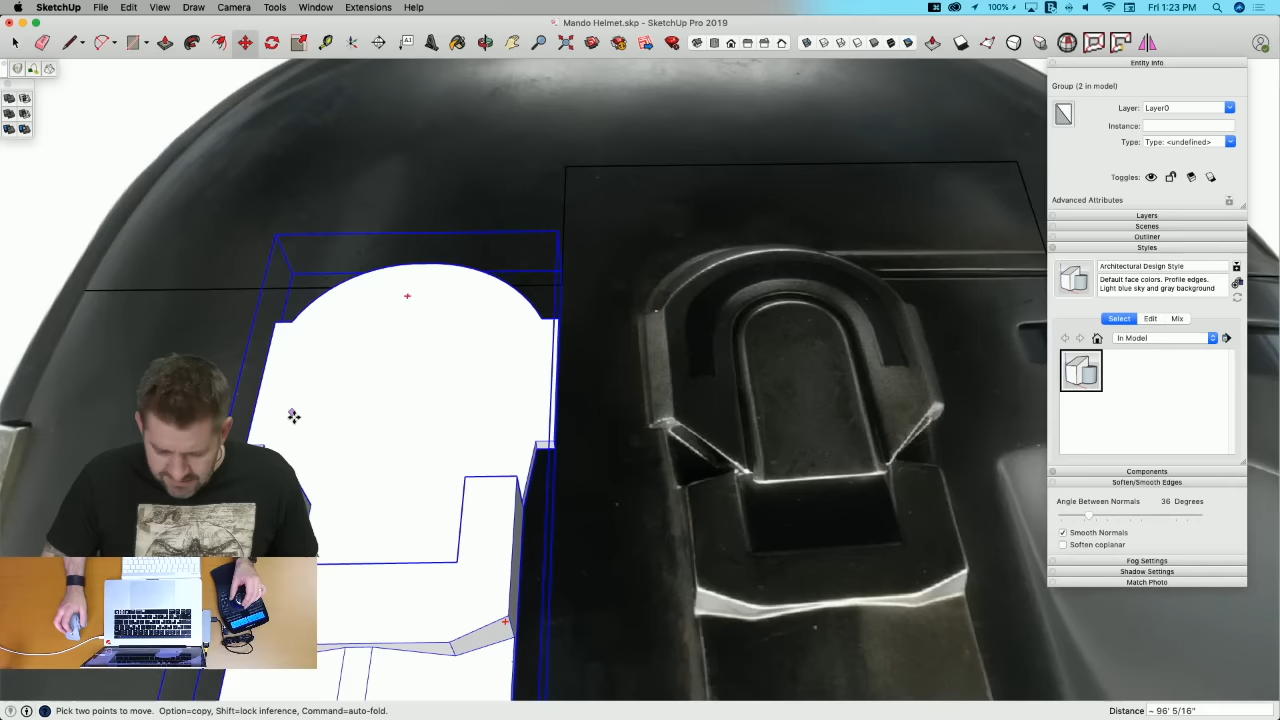 SketchUp File Edit View Draw Camera Tools Window Extensions Help 100% Fri 1:23 PM
Mando Helmet.skp - SketchUp Pro 2019
Entity Info
Group (2 in model)
Layer: Layer0
Instance:
Type: Type: <undefined>
Toggles:
Advanced Attributes
Layers
Scenes
Outliner
Styles
Architectural Design Style
Default face colors. Profile edges.
Light blue sky and gray background
Select Edit Mix
In Model
Components
Soften/Smooth Edges
Angle Between Normals 36 Degrees
Smooth Normals
Soften coplanar
Fog Settings
Shadow Settings
Match Photo
Pick two points to move. Option=copy, Shift=lock inference, Command=auto-fold. Distance ~ 96' 5/16"